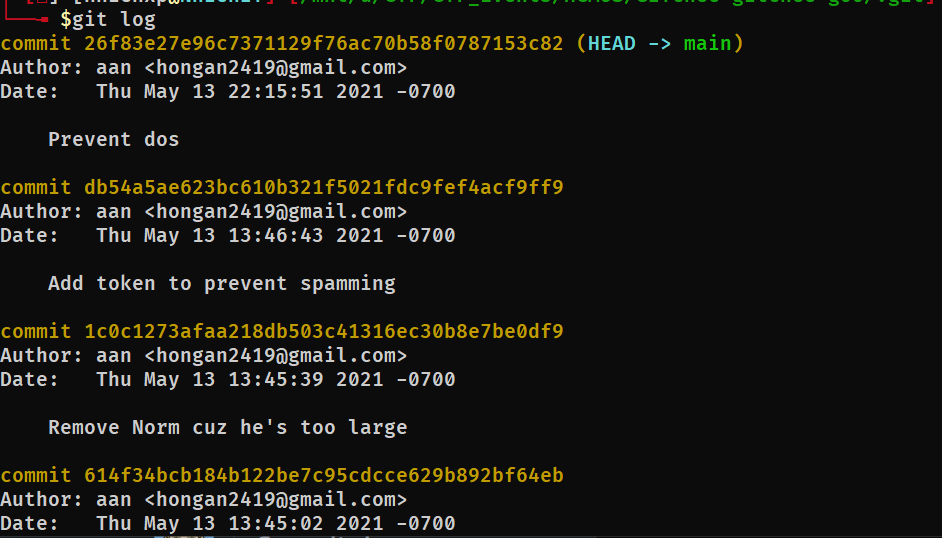 $git log
commit 26f83e27e96c7371129f76ac70b58f0787153c82 (HEAD -> main)
Author: aan <hongan2419@gmail.com>
Date:   Thu May 13 22:15:51 2021 -0700
Prevent dos
commit db54a5ae623bc610b321f5021fdc9fef4acf9ff9
Author: aan <hongan2419@gmail.com>
Date:   Thu May 13 13:46:43 2021 -0700
Add token to prevent spamming
commit 1c0c1273afaa218db503c41316ec30b8e7be0df9
Author: aan <hongan2419@gmail.com>
Date:   Thu May 13 13:45:39 2021 -0700
Remove Norm cuz he's too large
commit 614f34bcb184b122be7c95cdcce629b892bf64eb
Author: aan <hongan2419@gmail.com>
Date:   Thu May 13 13:45:02 2021 -0700